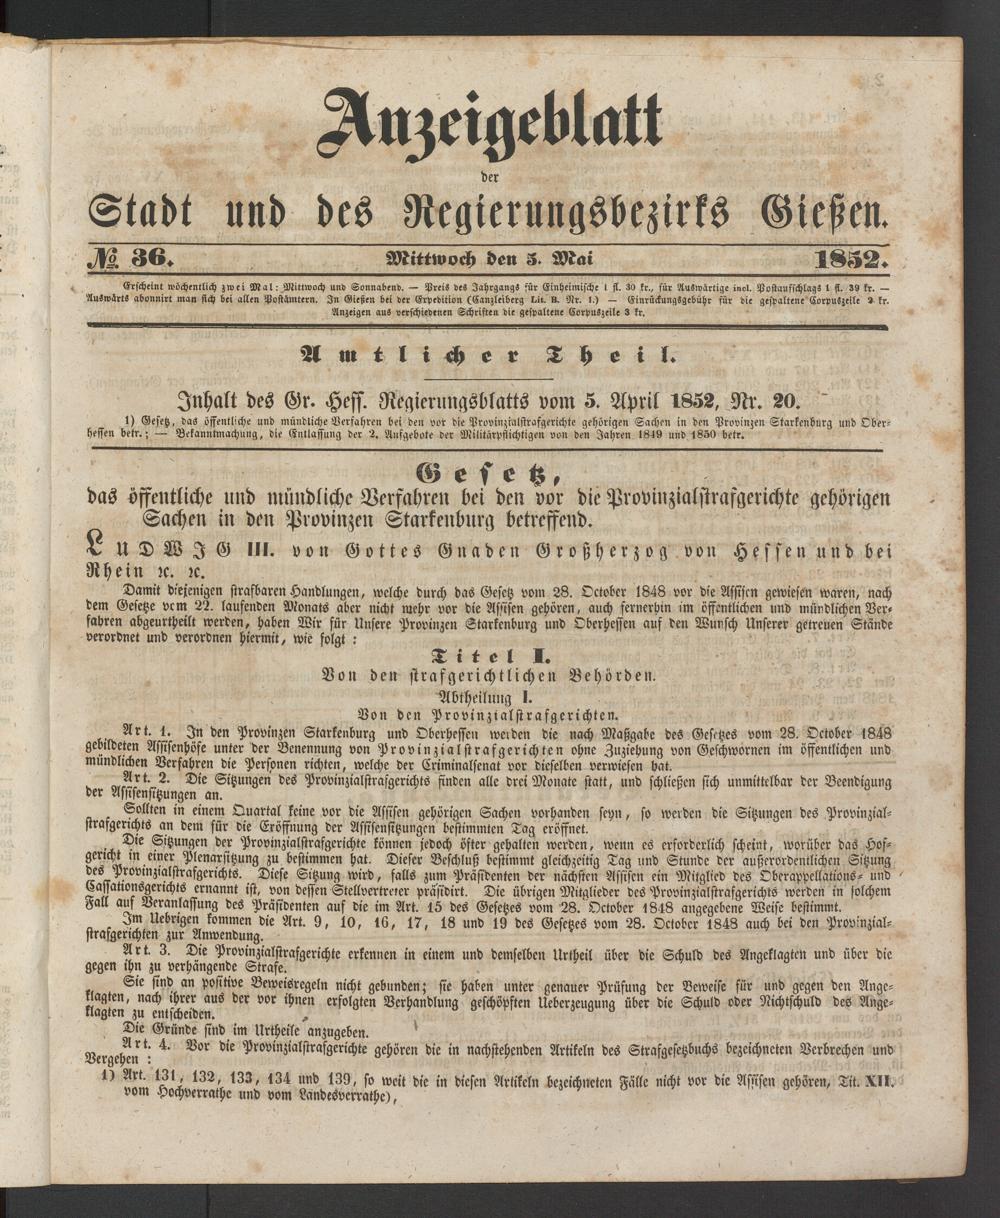 Anzeigeblatt
der
Stadt und des Regierungsbezirks Gießen.
№ 36. Mittwoch den 5. Mai 1852.
Erscheint wöchentlich zwei Mal: Mittwoch und Sonnabend. — Preis des Jahrgangs für Einheimische 1 fl. 30 kr., für Auswärtige incl. Postaufschlags 1 fl. 39 kr. —
Auswärts abonnirt man sich bei allen Postämtern. In Gießen bei der Expedition (Canzleiberg Lit. B. Nr. 1.) — Einrückungsgebühr für die gespaltene Corpuszeile 2 kr.
Anzeigen aus verschiedenen Schriften die gespaltene Corpuszeile 3 kr.
Amtlicher Theil.
Inhalt des Gr. Hess. Regierungsblatts vom 5. April 1852, Nr. 20.
1) Gesetz, das öffentliche und mündliche Verfahren bei den vor die Provinzialstrafgerichte gehörigen Sachen in den Provinzen Starkenburg und Ober-
hessen betr.; — Bekanntmachung, die Entlassung der 2. Aufgebote der Militärpflichtigen von den Jahren 1849 und 1850 betr.
Gesetz,
das öffentliche und mündliche Verfahren bei den vor die Provinzialstrafgerichte gehörigen
Sachen in den Provinzen Starkenburg betreffend.
LUDWIG III. von Gottes Gnaden Großherzog von Hessen und bei
Rhein ꝛc. ꝛc.
Damit diejenigen strafbaren Handlungen, welche durch das Gesetz vom 28. October 1848 vor die Assisen gewiesen waren, nach
dem Gesetze vom 22. laufenden Monats aber nicht mehr vor die Assisen gehören, auch fernerhin im öffentlichen und mündlichen Ver-
fahren abgeurtheilt werden, haben Wir für Unsere Provinzen Starkenburg und Oberhessen auf den Wunsch Unserer getreuen Stände
verordnet und verordnen hiermit, wie folgt:
Titel I.
Von den strafgerichtlichen Behörden.
Abtheilung I.
Von den Provinzialstrafgerichten.
Art. 1. In den Provinzen Starkenburg und Oberhessen werden die nach Maßgabe des Gesetzes vom 28. October 1848
gebildeten Assisenhöfe unter der Benennung von Provinzialstrafgerichten ohne Zuziehung von Geschwornen im öffentlichen und
mündlichen Verfahren die Personen richten, welche der Criminalsenat vor dieselben verwiesen hat.
Art. 2. Die Sitzungen des Provinzialstrafgerichts finden alle drei Monate statt, und schließen sich unmittelbar der Beendigung
der Assisensitzungen an.
Sollten in einem Quartal keine vor die Assisen gehörigen Sachen vorhanden seyn, so werden die Sitzungen des Provinzial-
strafgerichts an dem für die Eröffnung der Assisensitzungen bestimmten Tag eröffnet.
Die Sitzungen der Provinzialstrafgerichte können jedoch öfter gehalten werden, wenn es erforderlich scheint, worüber das Hof-
gericht in einer Plenarsitzung zu bestimmen hat. Dieser Beschluß bestimmt gleichzeitig Tag und Stunde der außerordentlichen Sitzung
des Provinzialstrafgerichts. Diese Sitzung wird, falls zum Präsidenten der nächsten Assisen ein Mitglied des Oberappellations- und
Cassationsgerichts ernannt ist, von dessen Stellvertreter präsidirt. Die übrigen Mitglieder des Provinzialstrafgerichts werden in solchem
Fall auf Veranlassung des Präsidenten auf die im Art. 15 des Gesetzes vom 28. October 1848 angegebene Weise bestimmt.
Im Uebrigen kommen die Art. 9, 10, 16, 17, 18 und 19 des Gesetzes vom 28. October 1848 auch bei den Provinzial-
strafgerichten zur Anwendung.
Art. 3. Die Provinzialstrafgerichte erkennen in einem und demselben Urtheil über die Schuld des Angeklagten und über die
gegen ihn zu verhängende Strafe.
Sie sind an positive Beweisregeln nicht gebunden; sie haben unter genauer Prüfung der Beweise für und gegen den Ange-
klagten, nach ihrer aus der vor ihnen erfolgten Verhandlung geschöpften Ueberzeugung über die Schuld oder Nichtschuld des Ange-
klagten zu entscheiden.
Die Gründe sind im Urtheile anzugeben.
Art. 4. Vor die Provinzialstrafgerichte gehören die in nachstehenden Artikeln des Strafgesetzbuchs bezeichneten Verbrechen und
Vergehen:
1) Art. 131, 132, 133, 134 und 139, so weit die in diesen Artikeln bezeichneten Fälle nicht vor die Assisen gehören, Tit. XII.
vom Hochverrathe und vom Landesverrathe),